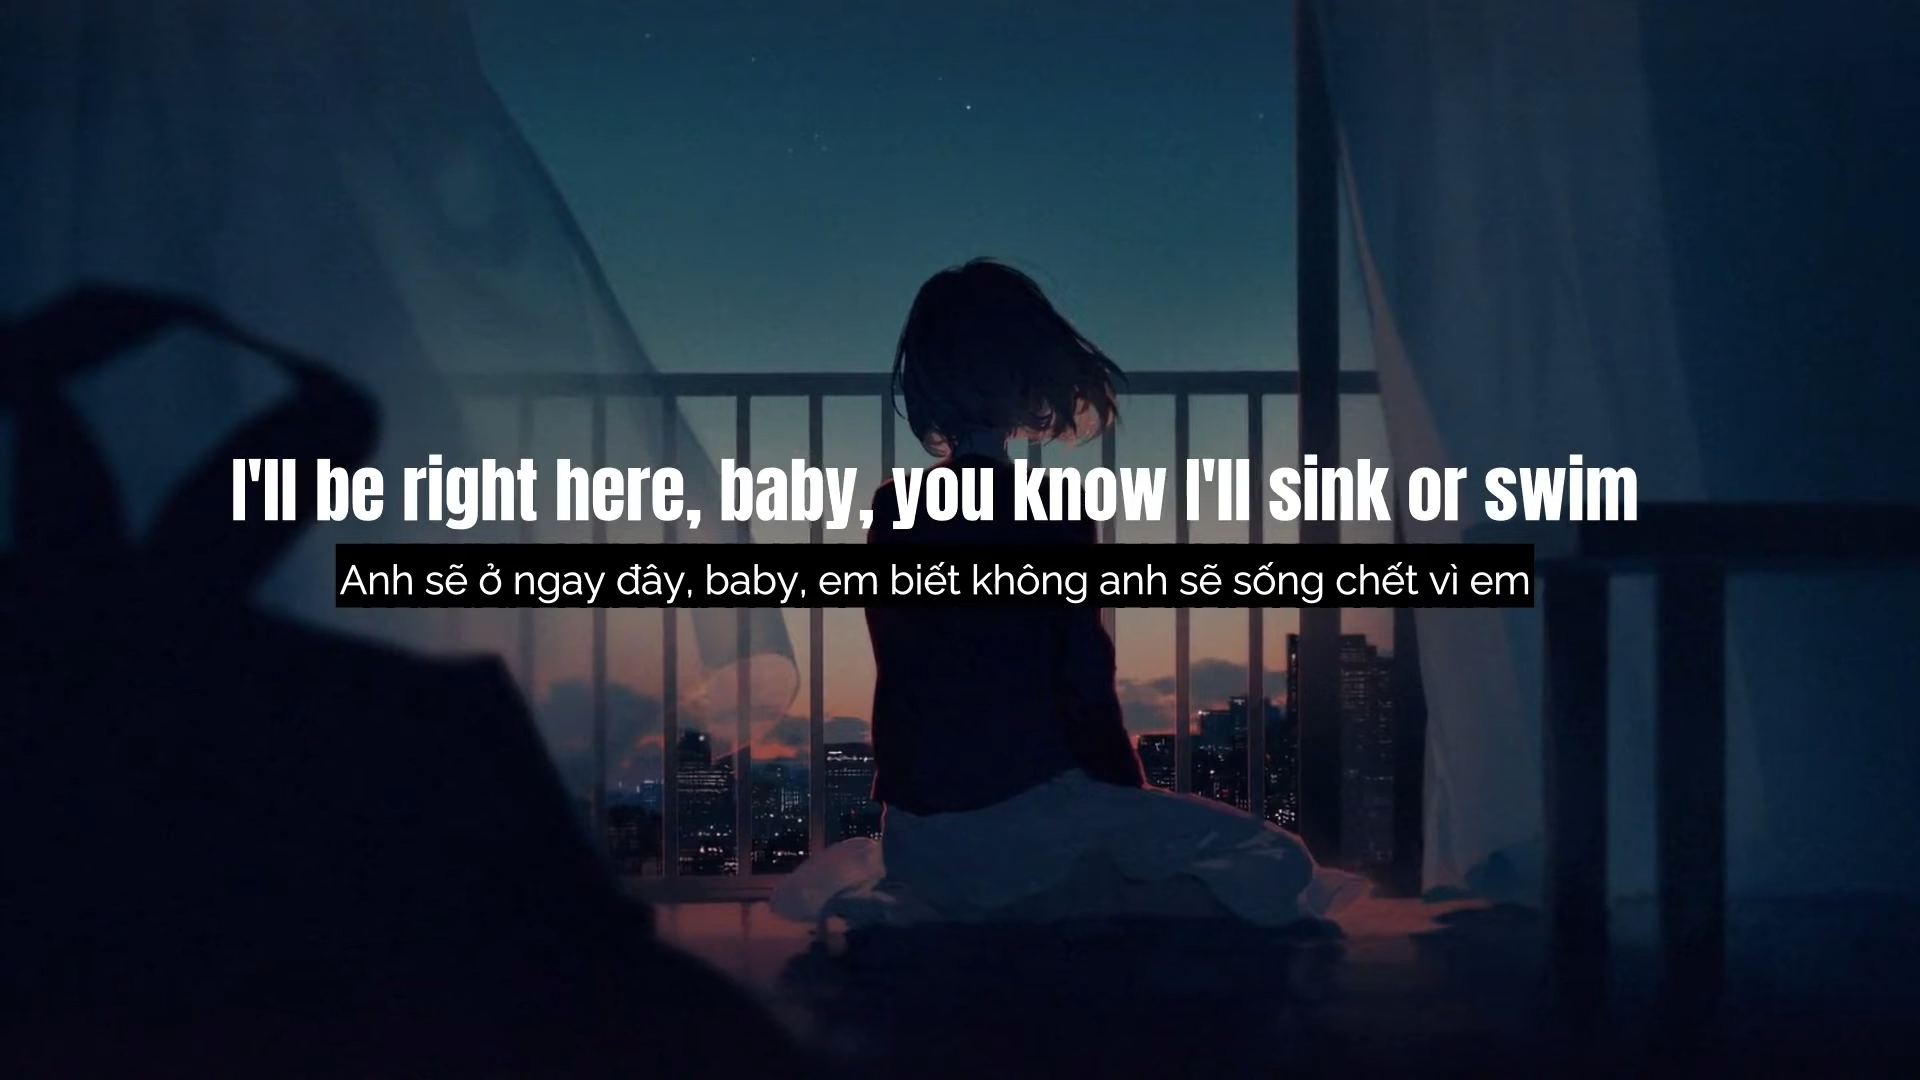 I'll be right here, baby, you know I'll sink or swim
Anh sẽ ở ngay đây, baby, em biết không anh sẽ sống chết vì em